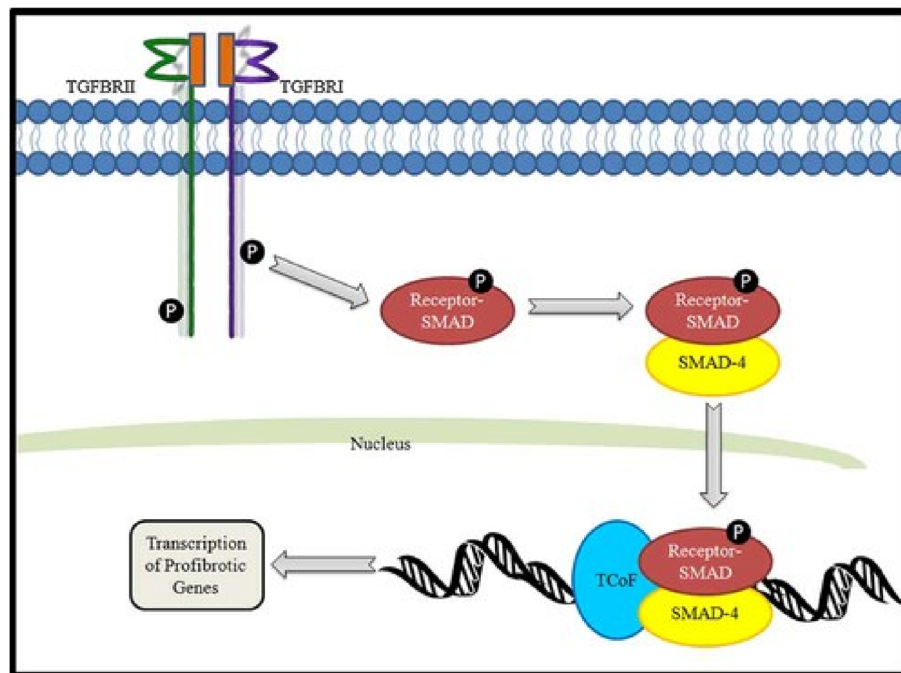 TGFBRII
TGFBRI
P
P
P
Receptor-
SMAD
P
Receptor-
SMAD
SMAD-4
Nucleus
P
Transcription
of Profibrotic
Genes
TCoF
Receptor-
SMAD
SMAD-4